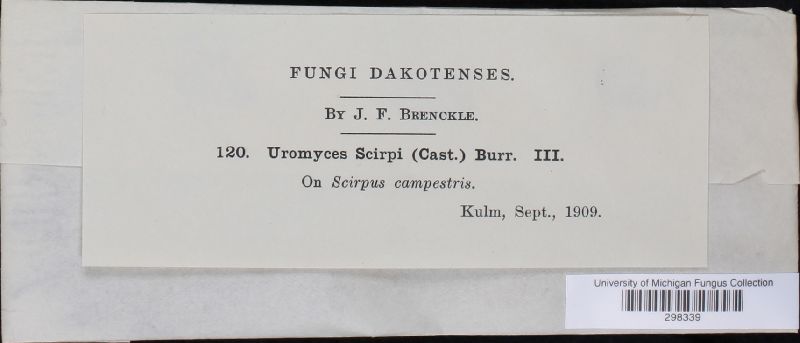 FUNGI DAKOTENSES.
BY J. F. BRENCKLE.
120. Uromyces Scirpi (Cast.) Burr. III.
On Scirpus campestris.
Kulm, Sept., 1909.
University of Michigan Fungus Collection
298339